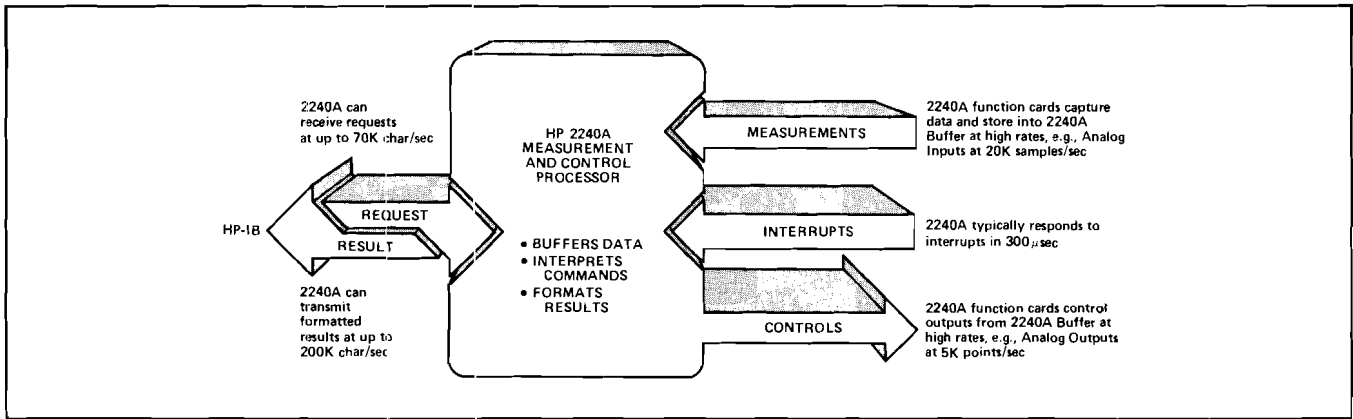 2240A can
receive requests
at up to 70K char/sec
HP-IB
REQUEST
RESULT
2240A can
transmit
formatted
results at up to
200K char/sec
HP 2240A
MEASUREMENT
AND CONTROL
PROCESSOR
• BUFFERS DATA
• INTERPRETS
COMMANDS
• FORMATS
RESULTS
MEASUREMENTS
2240A function cards capture
data and store into 2240A
Buffer at high rates, e.g., Analog
Inputs at 20K samples/sec
INTERRUPTS
2240A typically responds to
interrupts in 300μsec
CONTROLS
2240A function cards control
outputs from 2240A Buffer at
high rates, e.g., Analog Outputs
at 5K points/sec